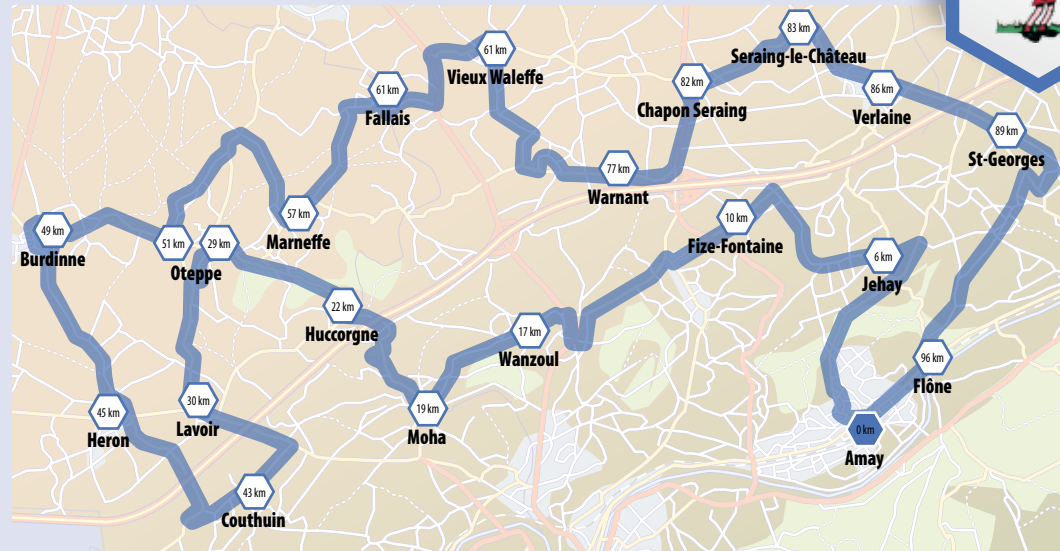 83 km
Seraing-le-Château
61 km
Vieux Waleffe
82 km
Chapon Seraing
86 km
Verlaine
61 km
Fallais
89 km
St-Georges
77 km
Warnant
57 km
Marneffe
10 km
Fize-Fontaine
49 km
Burdinne
51 km
29 km
Oteppe
6 km
Jehay
22 km
Huccorgne
17 km
Wanzoul
96 km
Flône
45 km
Heron
30 km
Lavoir
19 km
Moha
0 km
Amay
43 km
Couthuin